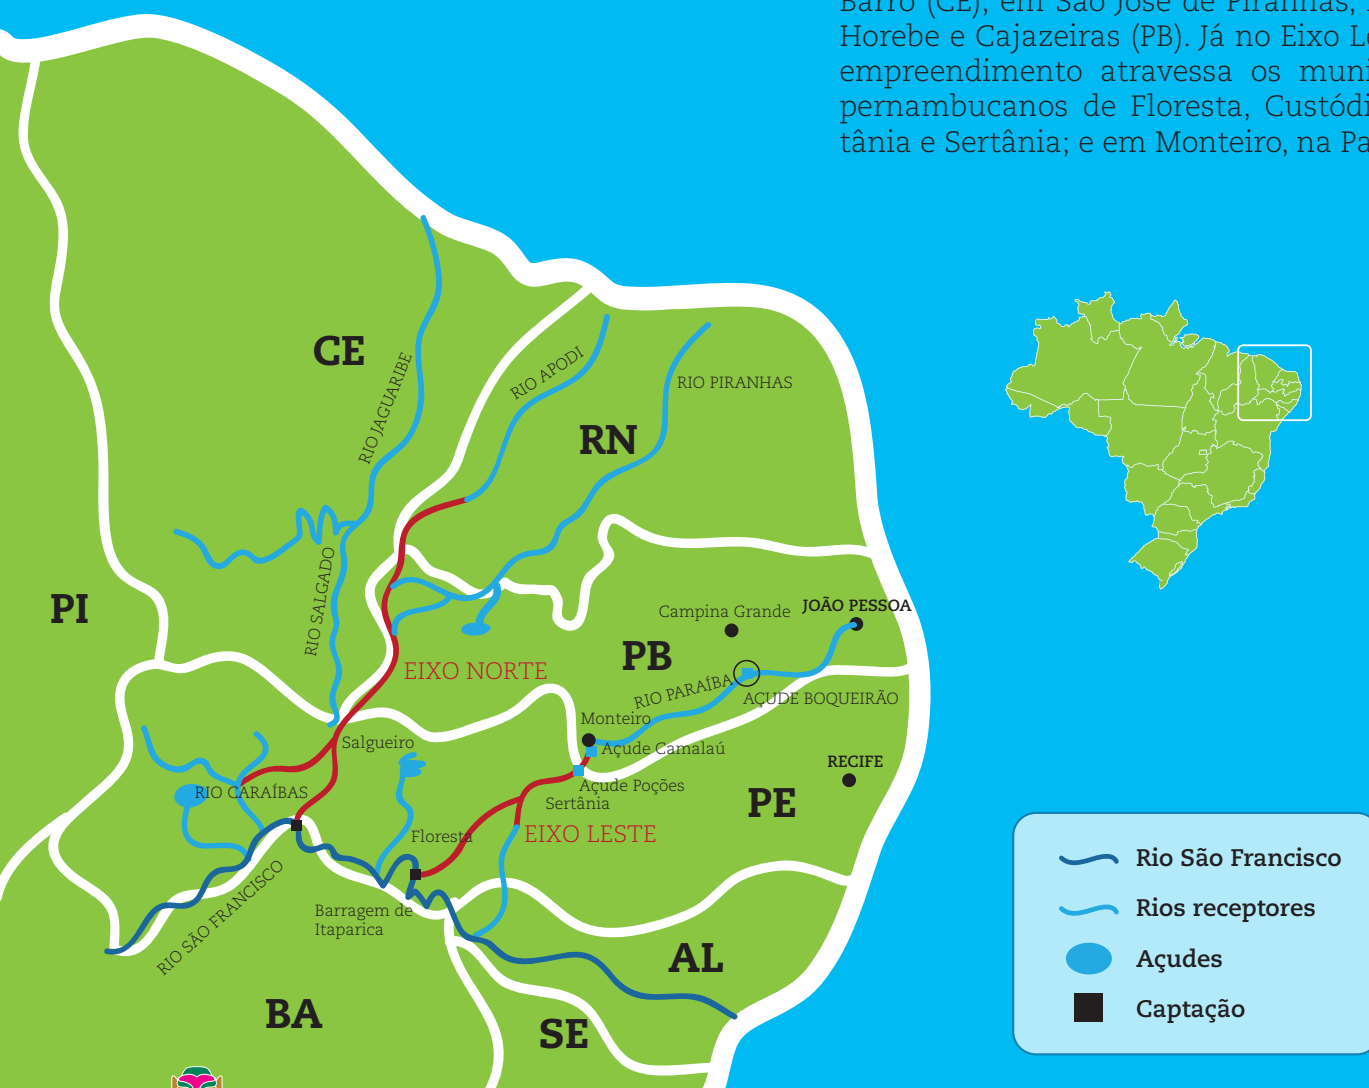 Barro (CE), em São José de Piranhas,
Horebe e Cajazeiras (PB). Já no Eixo
empreendimento atravessa os
pernambucanos de Floresta,
tânia e Sertânia; e em Monteiro, na
CE
RIO JAGUARIBE
RIO APODI
RIO PIRANHAS
RN
RIO SALGADO
PI
Campina Grande
JOÃO PESSOA
PB
EIXO NORTE
RIO PARAÍBA
AÇUDE BOQUEIRÃO
Monteiro
Salgueiro
Açude Camalaú
RECIFE
Açude Poções
RIO CARAÍBAS
Sertânia
PE
Floresta
EIXO LESTE
RIO SÃO FRANCISCO
Barragem de
Itaparica
AL
BA
SE
Rio São Francisco
Rios receptores
Açudes
Captação